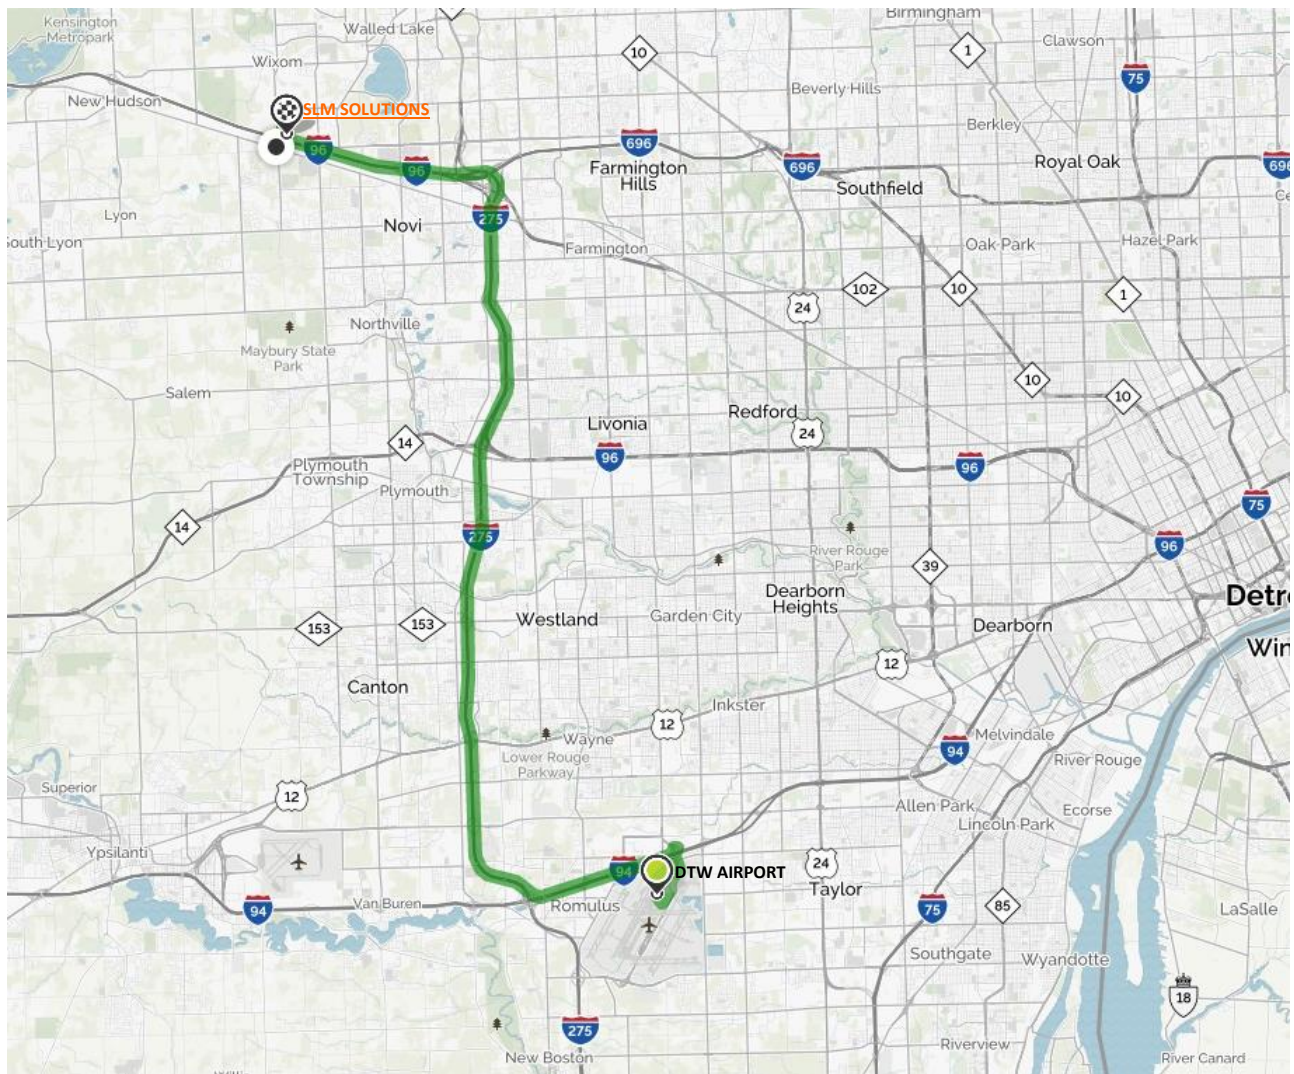 Kensington
Metropark
Walled Lake
Birmingham
Wixom
10
1
Clawson
75
New Hudson
SLM SOLUTIONS
Beverly Hills
Berkley
96
96
696
Farmington
Hills
696
Southfield
Royal Oak
696
Lyon
Novi
275
South Lyon
Farmington
Oak Park
Hazel Park
102
10
1
24
Northville
Maybury State
Park
Salem
10
10
Redford
Livonia
24
14
96
96
Plymouth
Township
Plymouth
75
14
275
96
River Rouge
Park
39
Dearborn
Heights
153
153
Westland
Garden City
Dearborn
12
Canton
Inkster
12
Wayne
Lower Rouge
Parkway
94
Melvindale
River Rouge
Superior
12
Allen Park
Lincoln Park
Ecorse
Ypsilanti
94
DTW AIRPORT
24
Taylor
Van Buren
Romulus
94
75
85
LaSalle
Southgate
Wyandotte
18
275
New Boston
Riverview
River Canard